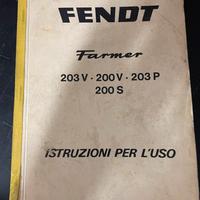 FENDT
Farmer
203 V · 200 V · 203 P
200 S
ISTRUZIONI PER L'USO